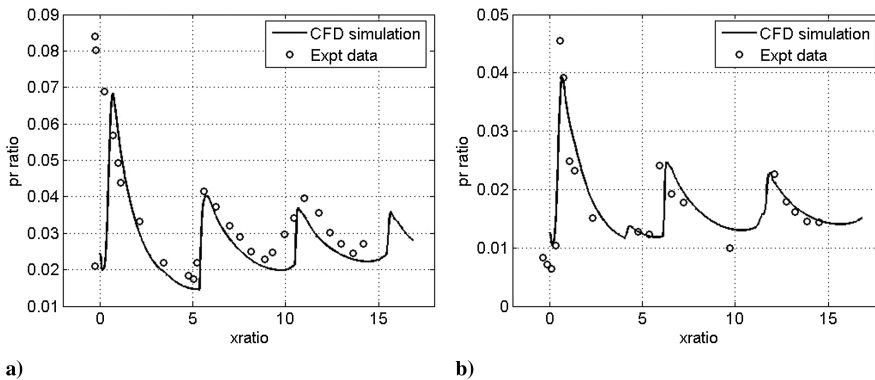 0.09
0.08
0.07
0.06
0.05
0.04
0.03
0.02
0.01
pr ratio
0
5
10
15
xratio
CFD simulation
Expt data
a)
0.05
0.04
0.03
0.02
0.01
0
pr ratio
0
5
10
15
xratio
CFD simulation
Expt data
b)